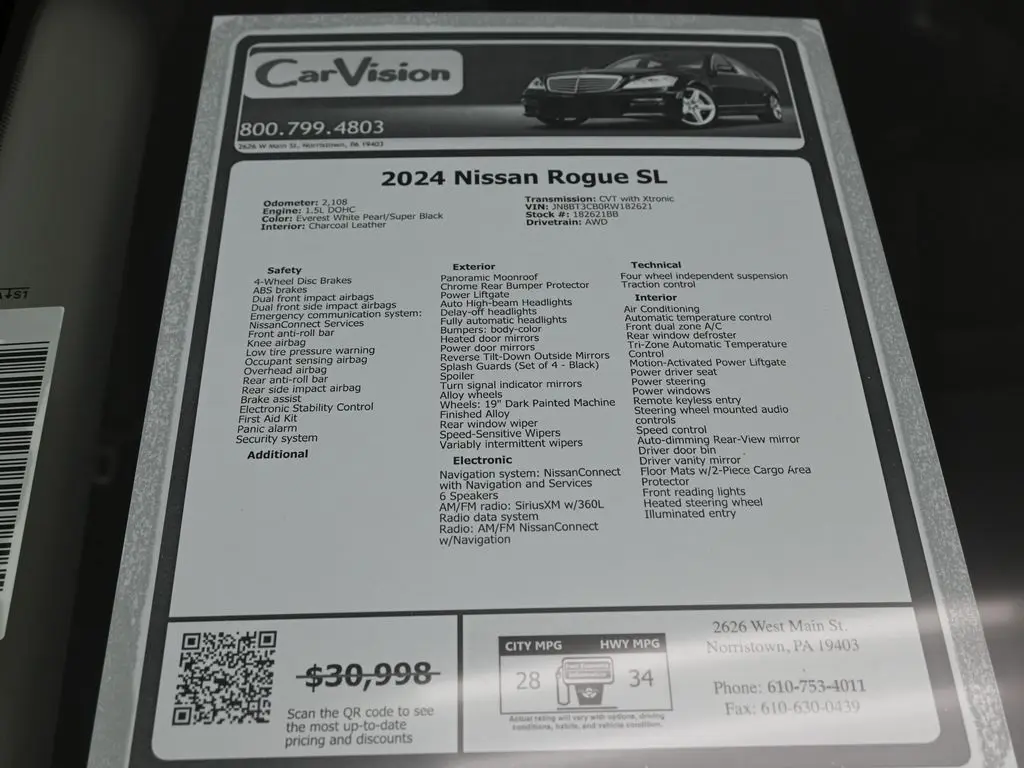 CarVision
800.799.4803
2626 W Main St, Norristown, PA 19403
2024 Nissan Rogue SL
Odometer: 2,108
Engine: 1.5L DOHC
Color: Everest White Pearl/Super Black
Interior: Charcoal Leather
Transmission: CVT with Xtronic
VIN: JN8BT3CB0RW182621
Stock #: 182621BB
Drivetrain: AWD
Safety
4-Wheel Disc Brakes
ABS brakes
Dual front impact airbags
Dual front side impact airbags
Emergency communication system:
NissanConnect Services
Front anti-roll bar
Knee airbag
Low tire pressure warning
Occupant sensing airbag
Overhead airbag
Rear anti-roll bar
Rear side impact airbag
Brake assist
Electronic Stability Control
First Aid Kit
Panic alarm
Security system
Additional
Exterior
Panoramic Moonroof
Chrome Rear Bumper Protector
Power Liftgate
Auto High-beam Headlights
Delay-off headlights
Fully automatic headlights
Bumpers: body-color
Heated door mirrors
Power door mirrors
Reverse Tilt-Down Outside Mirrors
Splash Guards (Set of 4 - Black)
Spoiler
Turn signal indicator mirrors
Alloy wheels
Wheels: 19" Dark Painted Machine
Finished Alloy
Rear window wiper
Speed-Sensitive Wipers
Variably intermittent wipers
Electronic
Navigation system: NissanConnect
with Navigation and Services
6 Speakers
AM/FM radio: SiriusXM w/360L
Radio data system
Radio: AM/FM NissanConnect
w/Navigation
Technical
Four wheel independent suspension
Traction control
Interior
Air Conditioning
Automatic temperature control
Front dual zone A/C
Rear window defroster
Tri-Zone Automatic Temperature
Control
Motion-Activated Power Liftgate
Power driver seat
Power steering
Power windows
Remote keyless entry
Steering wheel mounted audio
controls
Speed control
Auto-dimming Rear-View mirror
Driver door bin
Driver vanity mirror
Floor Mats w/2-Piece Cargo Area
Protector
Front reading lights
Heated steering wheel
Illuminated entry
$30,998
Scan the QR code to see
the most up-to-date
pricing and discounts
CITY MPG
HWY MPG
28
34
Actual rating will vary with options, driving
conditions, habits, and vehicle condition.
2626 West Main St.
Norristown, PA 19403
Phone: 610-753-4011
Fax: 610-630-0439